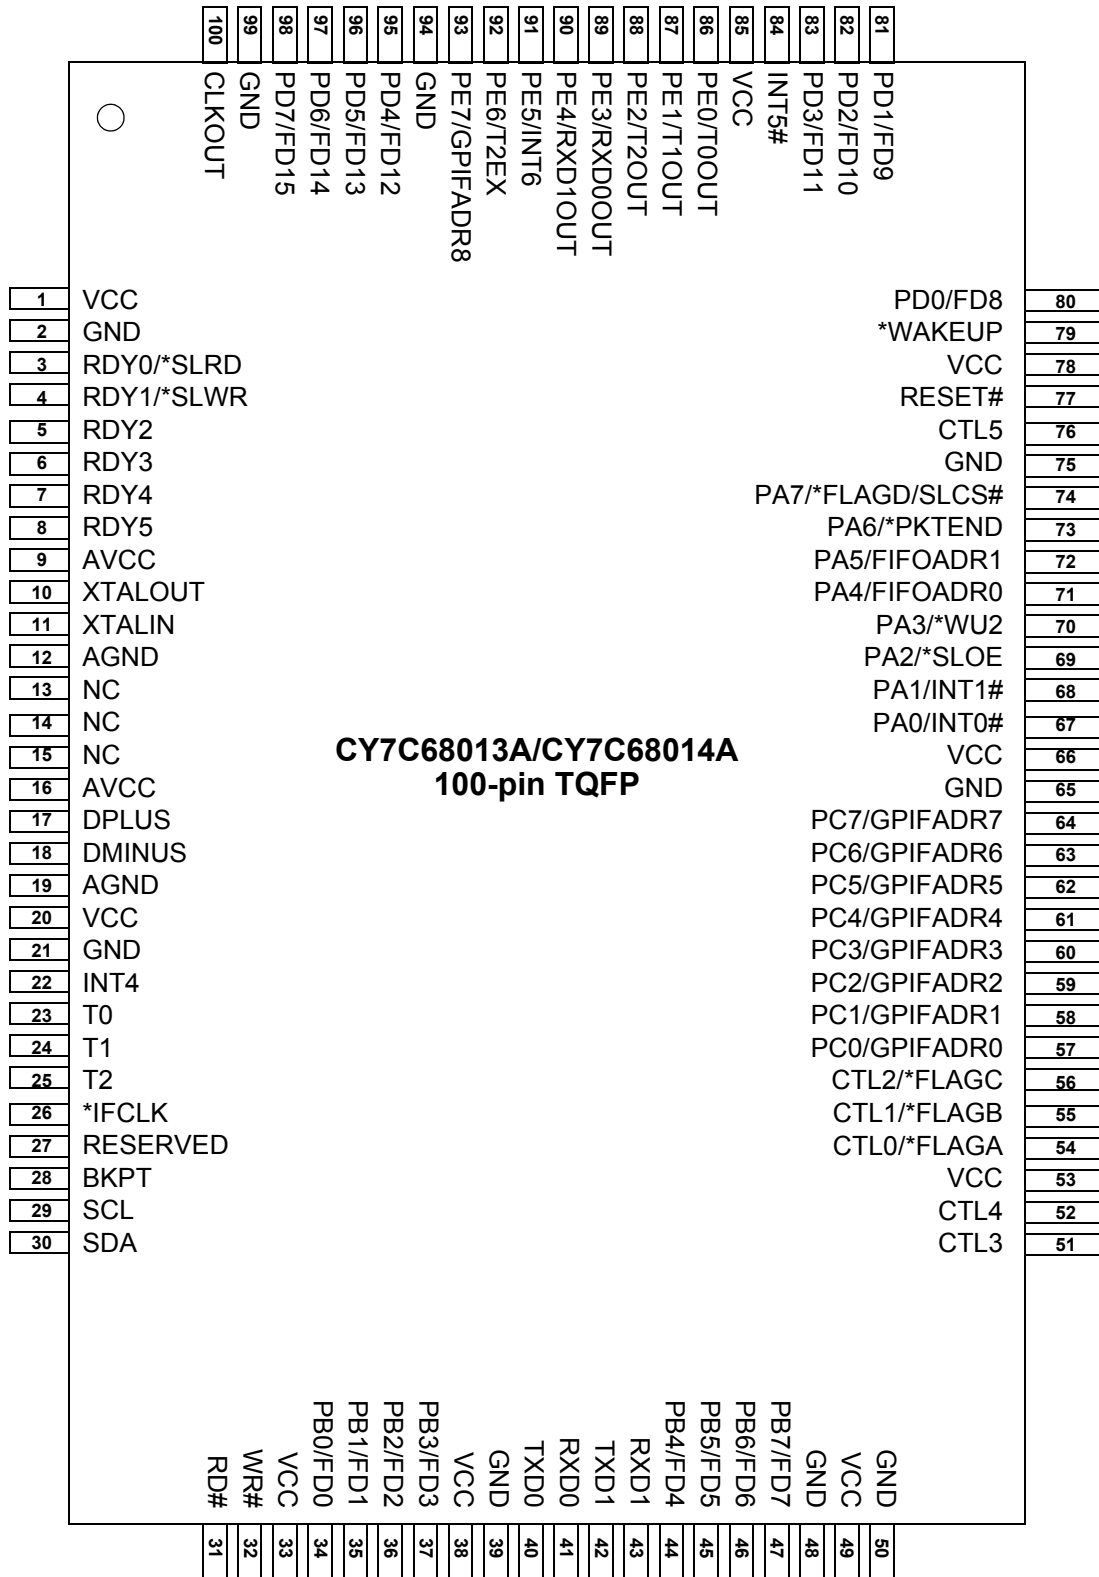 100
99
98
97
96
95
94
93
92
91
90
89
88
87
86
85
84
83
82
81
CLKOUT
GND
PD7/FD15
PD6/FD14
PD5/FD13
PD4/FD12
GND
PE7/GPIFADR8
PE6/T2EX
PE5/INT6
PE4/RXD1OUT
PE3/RXD0OUT
PE2/T2OUT
PE1/T1OUT
PE0/T0OUT
VCC
INT5#
PD3/FD11
PD2/FD10
PD1/FD9
1 VCC
2 GND
3 RDY0/*SLRD
4 RDY1/*SLWR
5 RDY2
6 RDY3
7 RDY4
8 RDY5
9 AVCC
10 XTALOUT
11 XTALIN
12 AGND
13 NC
14 NC
15 NC
16 AVCC
17 DPLUS
18 DMINUS
19 AGND
20 VCC
21 GND
22 INT4
23 T0
24 T1
25 T2
26 *IFCLK
27 RESERVED
28 BKPT
29 SCL
30 SDA
CY7C68013A/CY7C68014A
100-pin TQFP
PD0/FD8 80
*WAKEUP 79
VCC 78
RESET# 77
CTL5 76
GND 75
PA7/*FLAGD/SLCS# 74
PA6/*PKTEND 73
PA5/FIFOADR1 72
PA4/FIFOADR0 71
PA3/*WU2 70
PA2/*SLOE 69
PA1/INT1# 68
PA0/INT0# 67
VCC 66
GND 65
PC7/GPIFADR7 64
PC6/GPIFADR6 63
PC5/GPIFADR5 62
PC4/GPIFADR4 61
PC3/GPIFADR3 60
PC2/GPIFADR2 59
PC1/GPIFADR1 58
PC0/GPIFADR0 57
CTL2/*FLAGC 56
CTL1/*FLAGB 55
CTL0/*FLAGA 54
VCC 53
CTL4 52
CTL3 51
RD#
WR#
VCC
PB0/FD0
PB1/FD1
PB2/FD2
PB3/FD3
VCC
GND
TXD0
RXD0
TXD1
RXD1
PB4/FD4
PB5/FD5
PB6/FD6
PB7/FD7
GND
VCC
GND
31
32
33
34
35
36
37
38
39
40
41
42
43
44
45
46
47
48
49
50